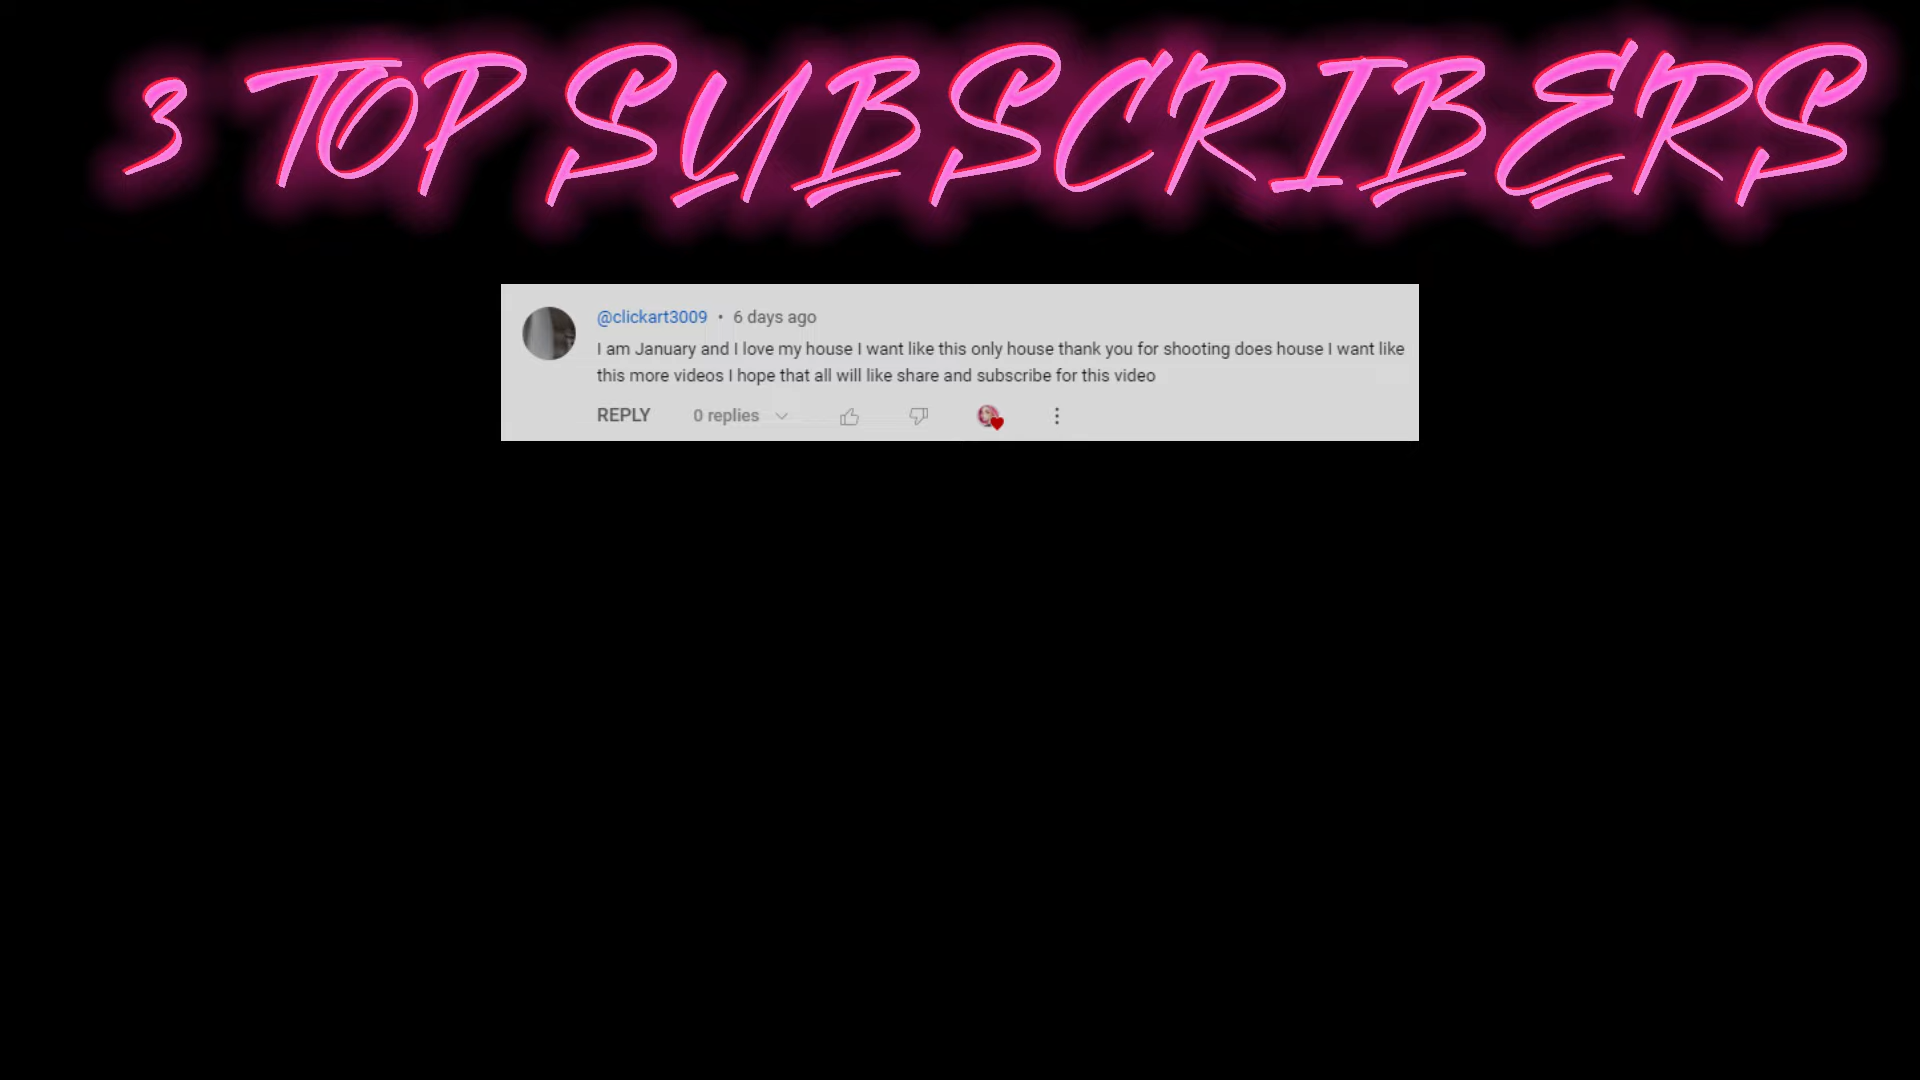 3 TOP SUBSCRIBERS
@clickart3009 • 6 days ago
I am January and I love my house I want like this only house thank you for shooting does house I want like
this more videos I hope that all will like share and subscribe for this video
REPLY 0 replies